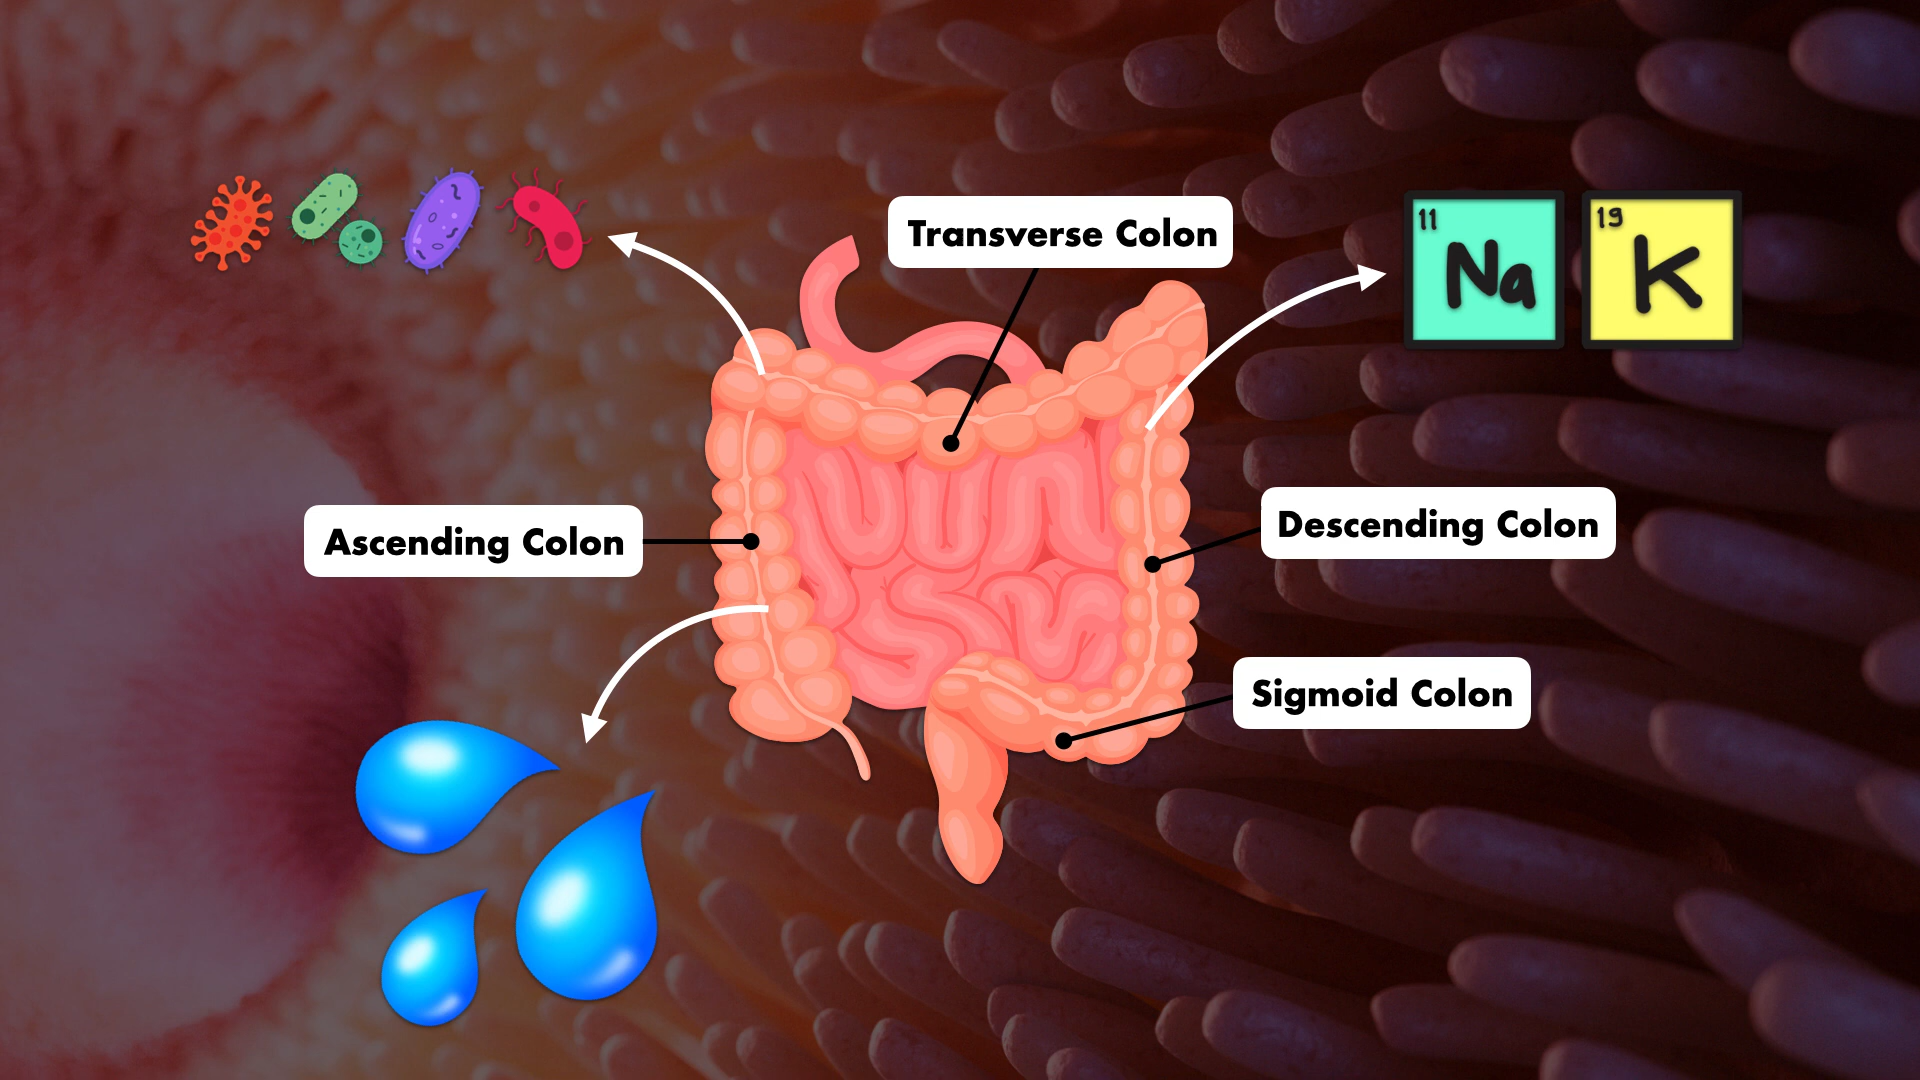 Transverse Colon
11
Na
19
K
Ascending Colon
Descending Colon
Sigmoid Colon